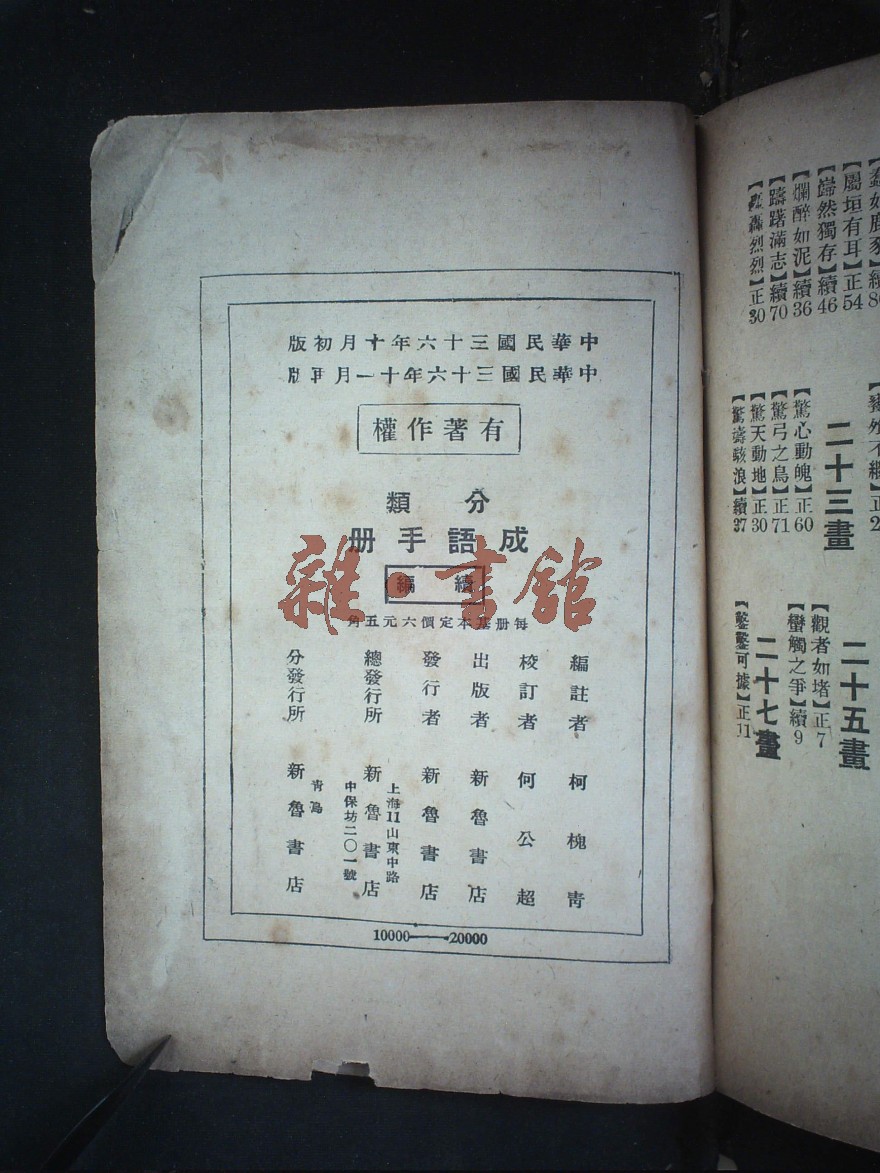 中華民國三十六年十月初版
中華民國三十六年十一月再版
有著作權
分類
成語手册
續編
每册基本定價六元五角
編註者 柯槐青
校訂者 何公超
出版者 新魯書店
發行者 新魯書店
總發行所 新魯書店
上海11山東中路
中保坊二〇一號
分發行所 青島 新魯書店
10000——20000
雜·書館
【屬垣有耳】正54
【巋然獨存】續46
【爛醉如泥】續36
【躊躇滿志】續70
轟烈烈】正30
二十三畫
【驚心動魄】正60
【驚弓之鳥】正71
【驚天動地】正30
【驚濤駭浪】續37
二十五畫
【觀者如堵】正7
【蠻觸之爭】續9
二十七畫
【鑿鑿可據】正11